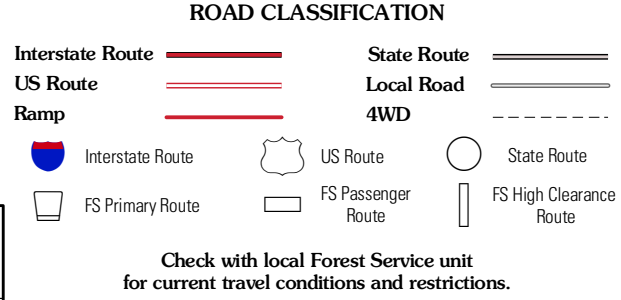 ROAD CLASSIFICATION
Interstate Route
State Route
US Route
Local Road
Ramp
4WD
Interstate Route
US Route
State Route
FS Primary Route
FS Passenger
Route
FS High Clearance
Route
Check with local Forest Service unit
for current travel conditions and restrictions.